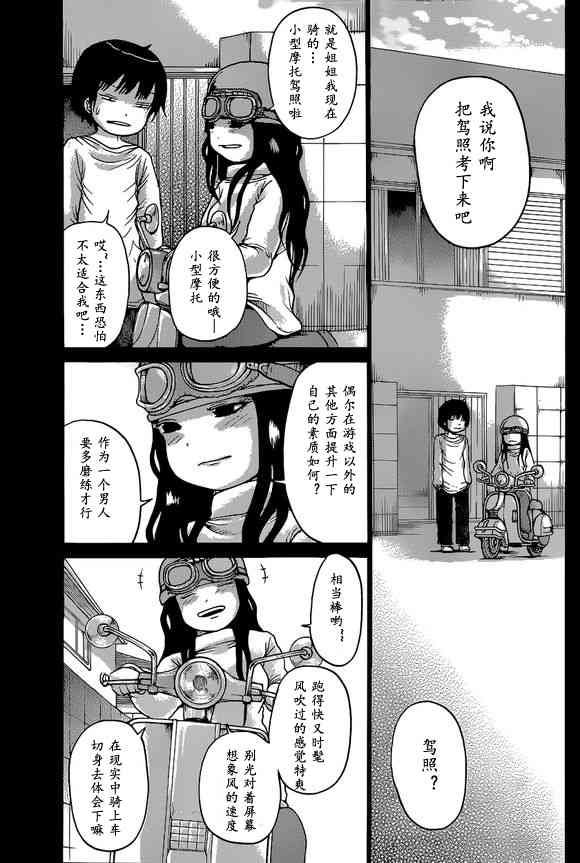 我说你啊
把驾照考下来吧
驾照？
就是姐姐我现在
骑的…
小型摩托驾照啦
很方便的哦—
小型摩托
哎~…这东西恐怕
不太适合我吧…
偶尔在游戏以外的
其他方面提升一下
自己的素质如何？
作为一个男人
要多磨练才行
相当棒哟~
跑得快又时髦
风吹过的感觉特爽
别光对着屏幕
想象风的速度
在现实中骑上车
切身去体会下嘛